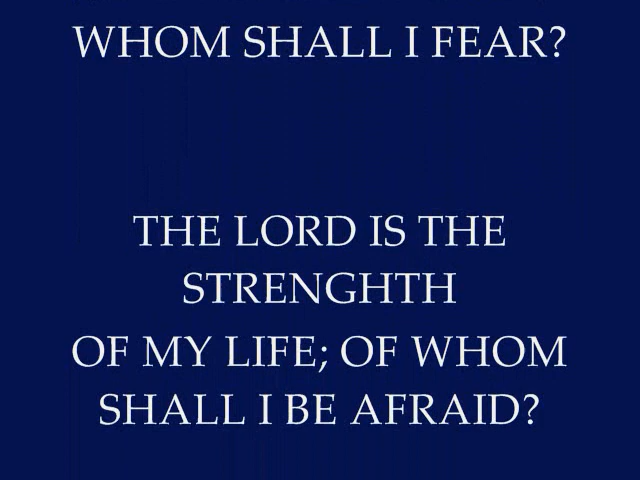 WHOM SHALL I FEAR?
THE LORD IS THE
STRENGHTH
OF MY LIFE; OF WHOM
SHALL I BE AFRAID?